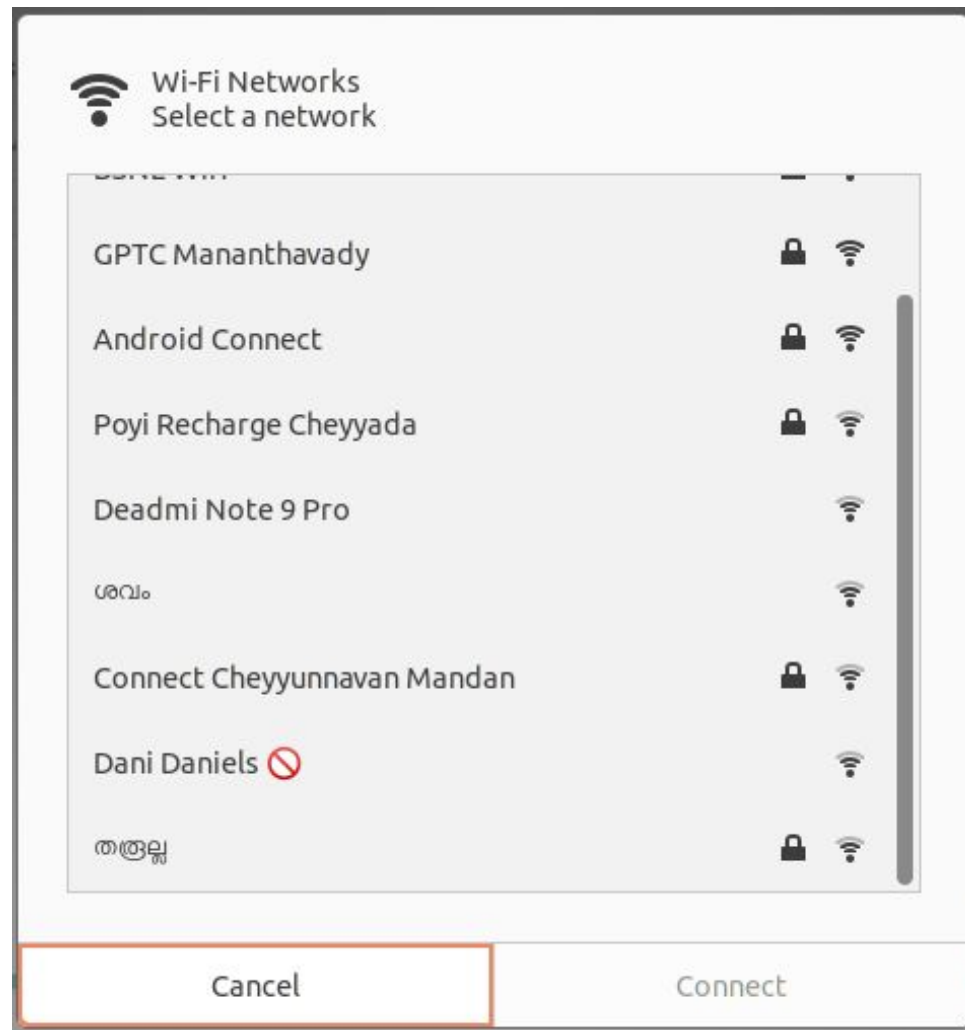 Wi-Fi Networks
Select a network
GPTC Mananthavady
Android Connect
Poyi Recharge Cheyyada
Deadmi Note 9 Pro
ശവം
Connect Cheyyunnavan Mandan
Dani Daniels 🚫
തരൂല്ല
Cancel
Connect